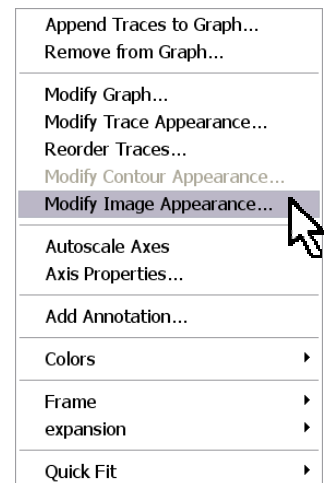 Append Traces to Graph...
Remove from Graph...
Modify Graph...
Modify Trace Appearance...
Reorder Traces...
Modify Contour Appearance...
Modify Image Appearance...
Autoscale Axes
Axis Properties...
Add Annotation...
Colors
Frame
expansion
Quick Fit